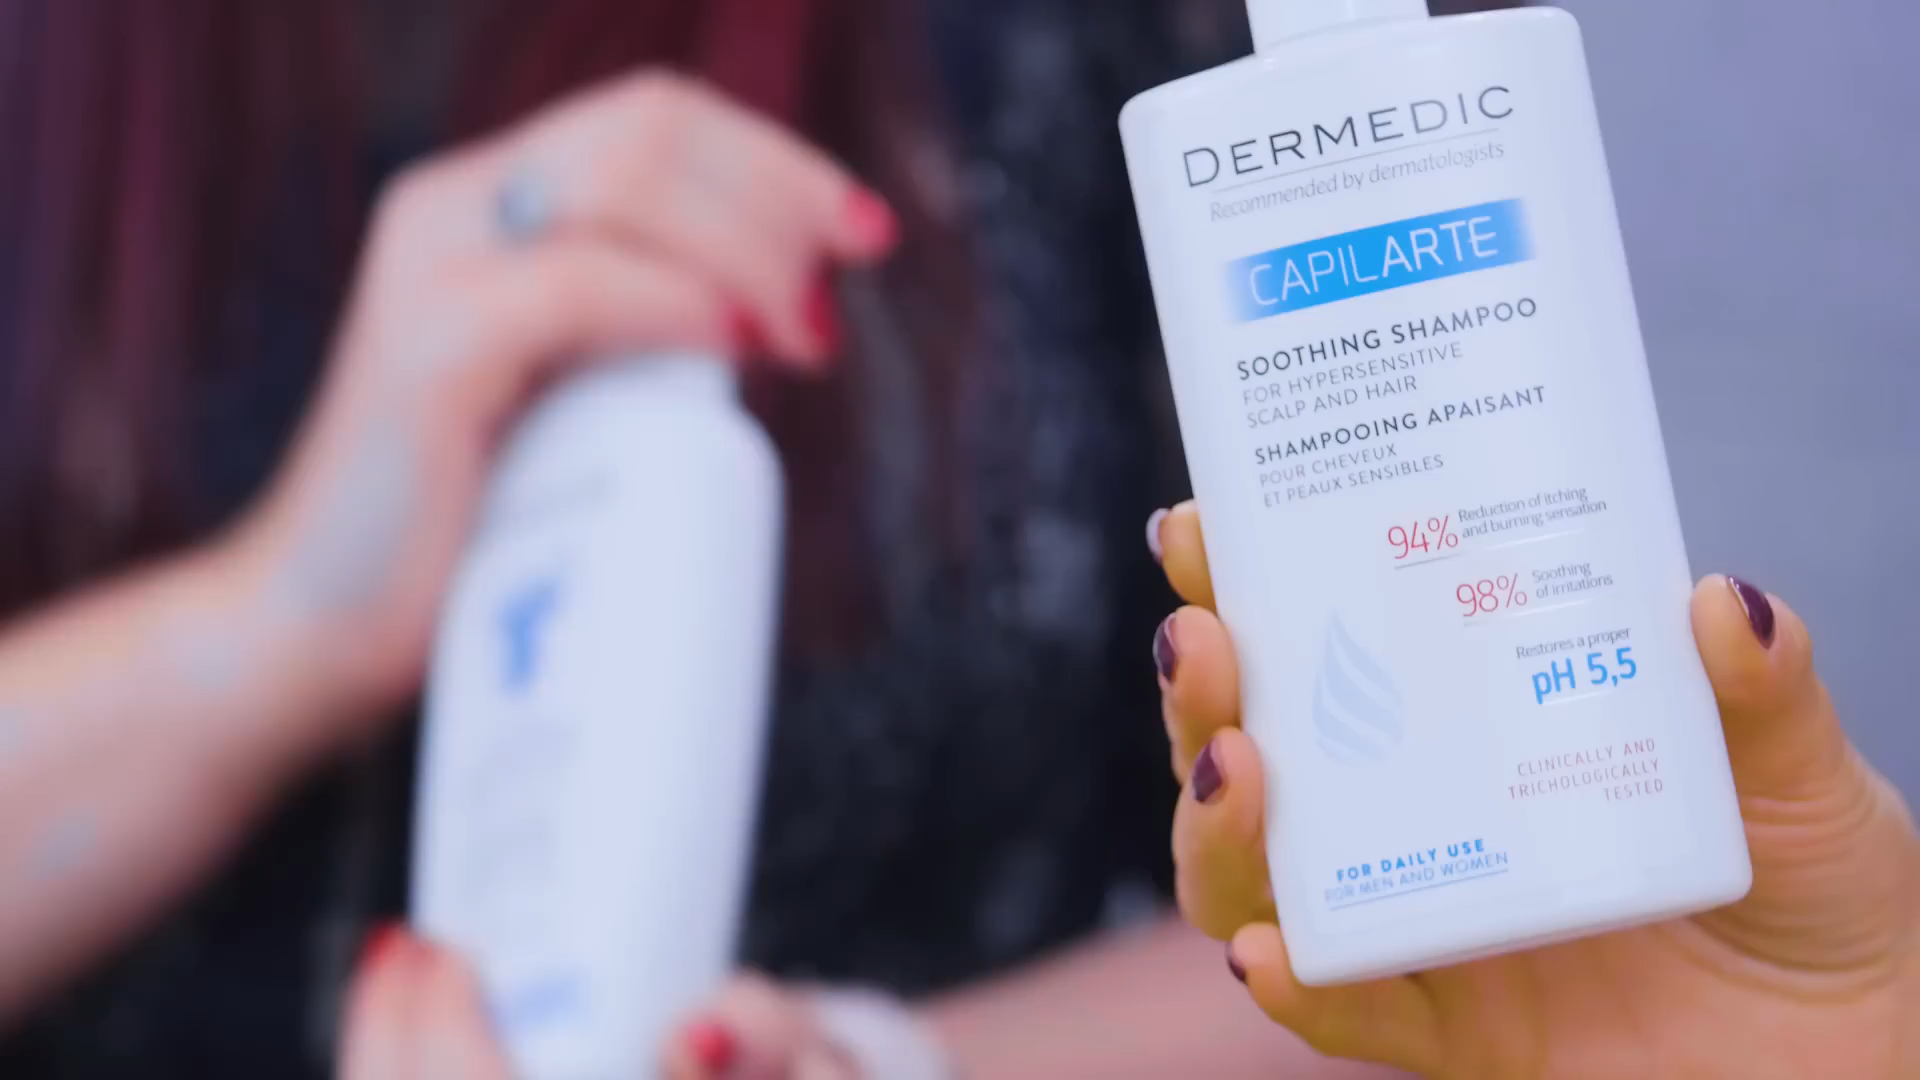 DERMEDIC
Recommended by dermatologists
CAPILARTE
SOOTHING SHAMPOO
FOR HYPERSENSITIVE
SCALP AND HAIR
SHAMPOOING APAISANT
POUR CHEVEUX
ET PEAUX SENSIBLES
94% Reduction of itching
and burning sensation
98% Soothing
of irritations
Restores a proper
pH 5,5
CLINICALLY AND
TRICHOLOGICALLY
TESTED
FOR DAILY USE
FOR MEN AND WOMEN